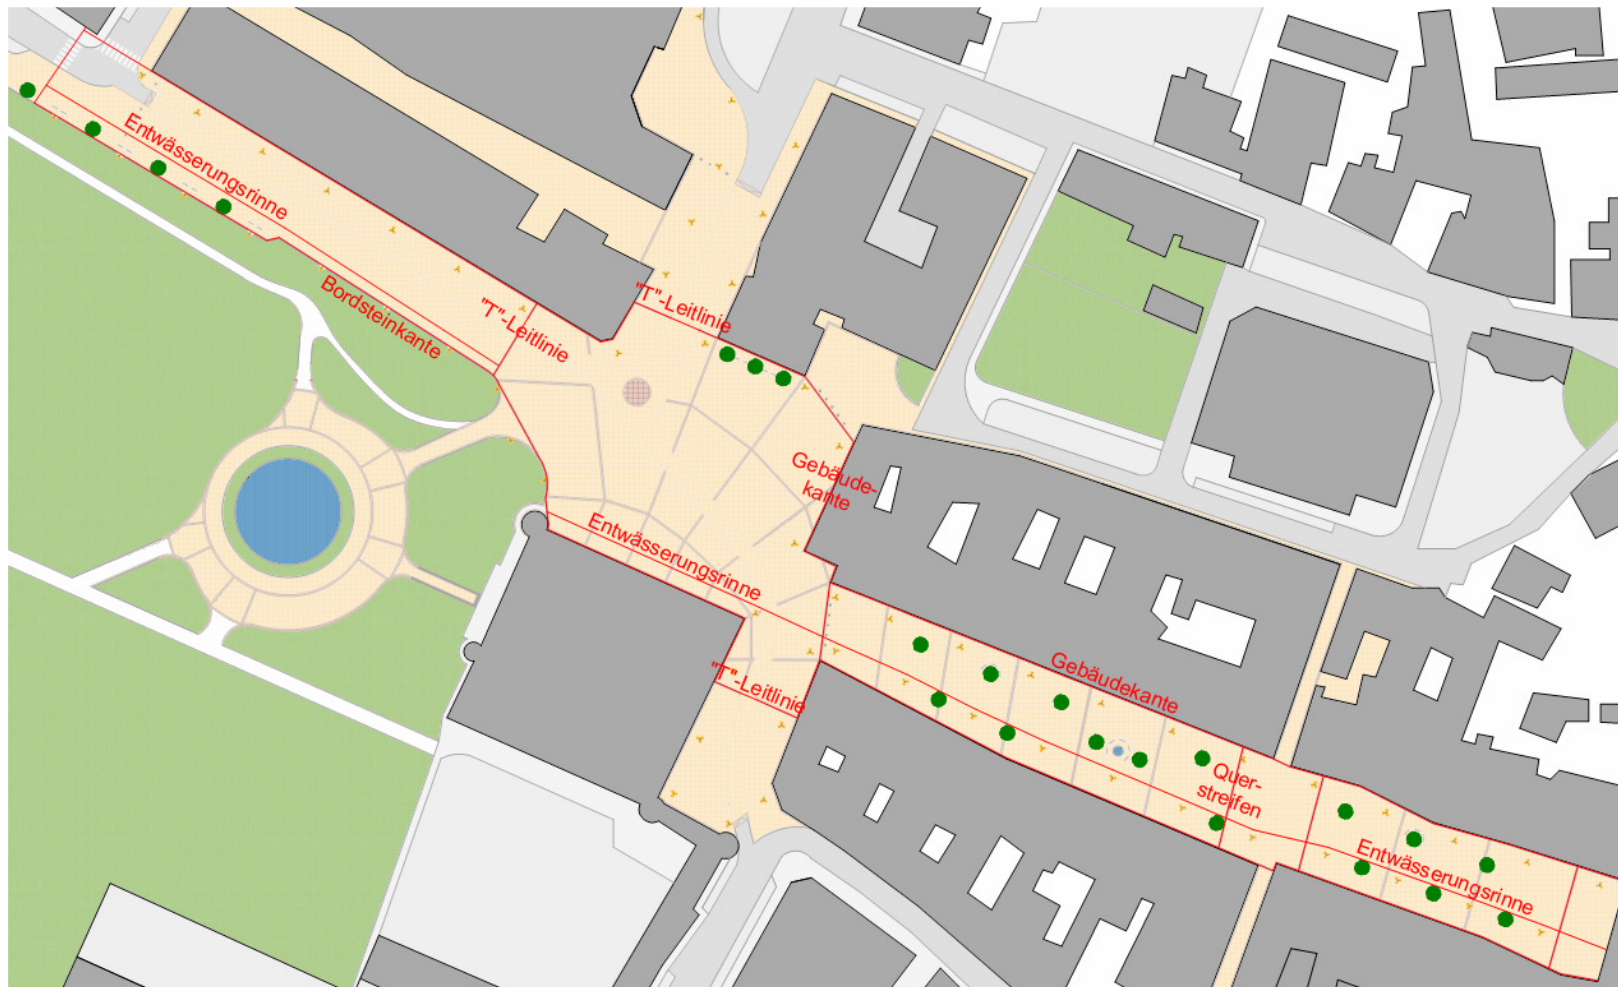 Entwässerungsrinne
Bordsteinkante
"T"-Leitlinie
"T"-Leitlinie
Gebäude-
kante
Entwässerungsrinne
"T"-Leitlinie
Gebäudekante
Quer-
streifen
Entwässerungsrinne